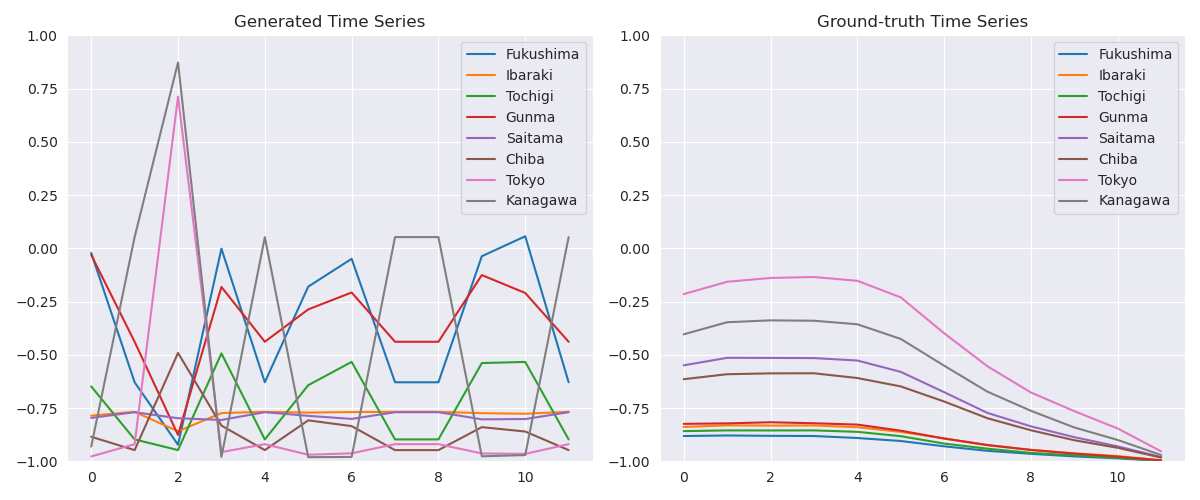 Generated Time Series
1.00
0.75
0.50
0.25
0.00
−0.25
−0.50
−0.75
−1.00
0 2 4 6 8 10
Fukushima
Ibaraki
Tochigi
Gunma
Saitama
Chiba
Tokyo
Kanagawa
Ground-truth Time Series
1.00
0.75
0.50
0.25
0.00
−0.25
−0.50
−0.75
−1.00
0 2 4 6 8 10
Fukushima
Ibaraki
Tochigi
Gunma
Saitama
Chiba
Tokyo
Kanagawa